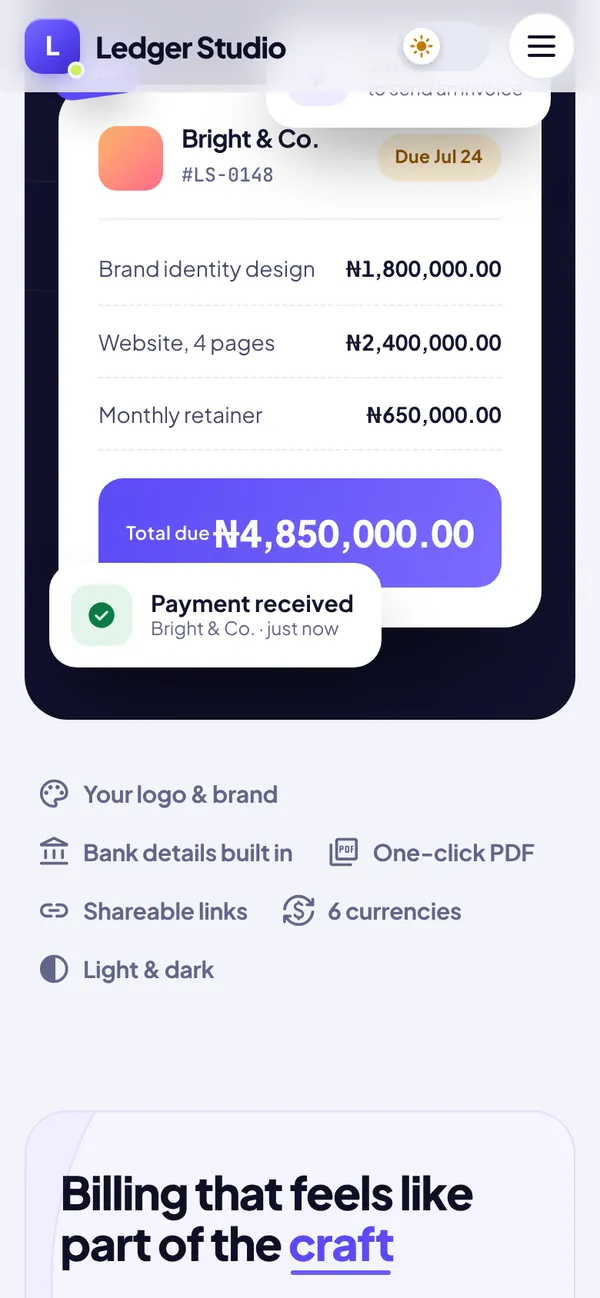 L Ledger Studio
to send an invoice
Bright & Co.
#LS-0148
Due Jul 24
Brand identity design ₦1,800,000.00
Website, 4 pages ₦2,400,000.00
Monthly retainer ₦650,000.00
Total due ₦4,850,000.00
Payment received
Bright & Co. · just now
Your logo & brand
Bank details built in
PDF One-click PDF
Shareable links
6 currencies
Light & dark
Billing that feels like
part of the craft